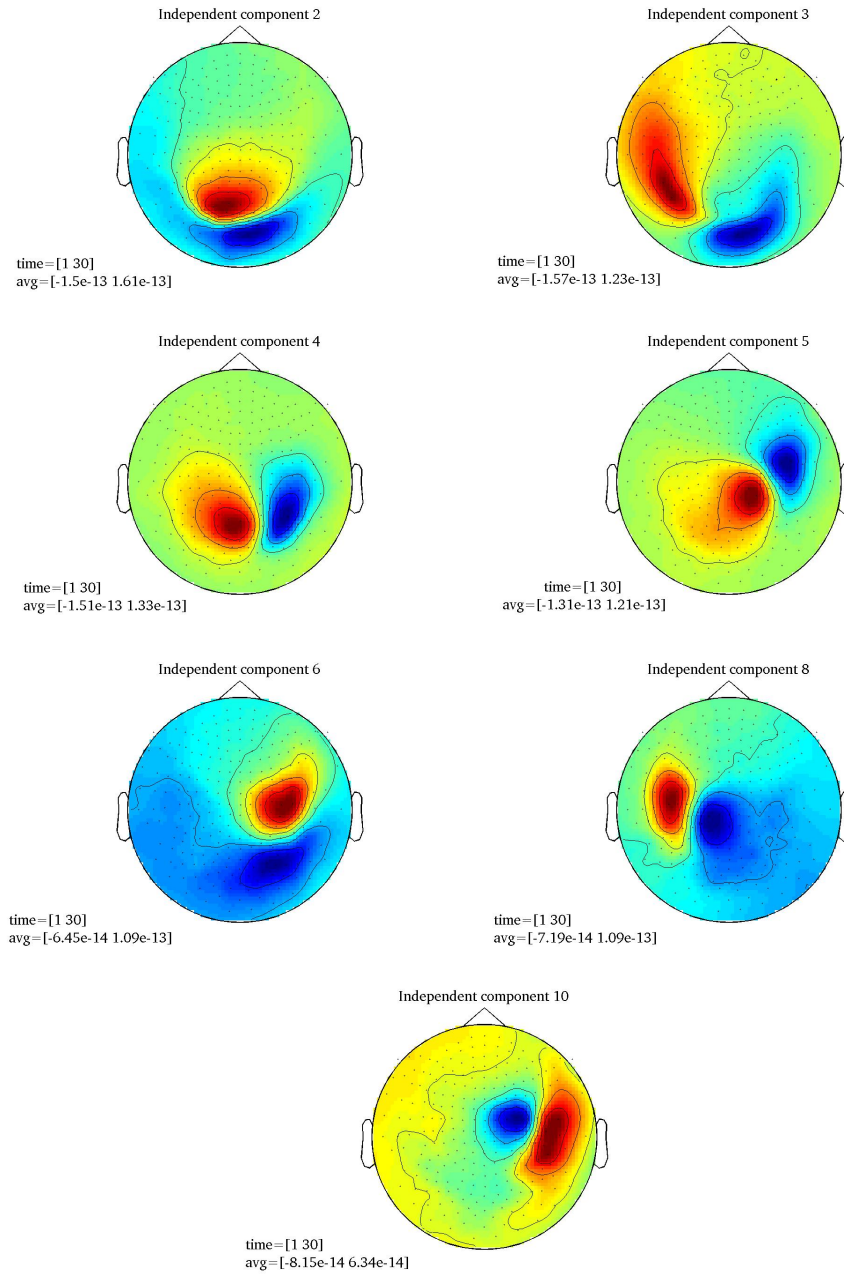 Independent component 2
time=[1 30]
avg=[-1.5e-13 1.61e-13]
Independent component 3
time=[1 30]
avg=[-1.57e-13 1.23e-13]
Independent component 4
time=[1 30]
avg=[-1.51e-13 1.33e-13]
Independent component 5
time=[1 30]
avg=[-1.31e-13 1.21e-13]
Independent component 6
time=[1 30]
avg=[-6.45e-14 1.09e-13]
Independent component 8
time=[1 30]
avg=[-7.19e-14 1.09e-13]
Independent component 10
time=[1 30]
avg=[-8.15e-14 6.34e-14]